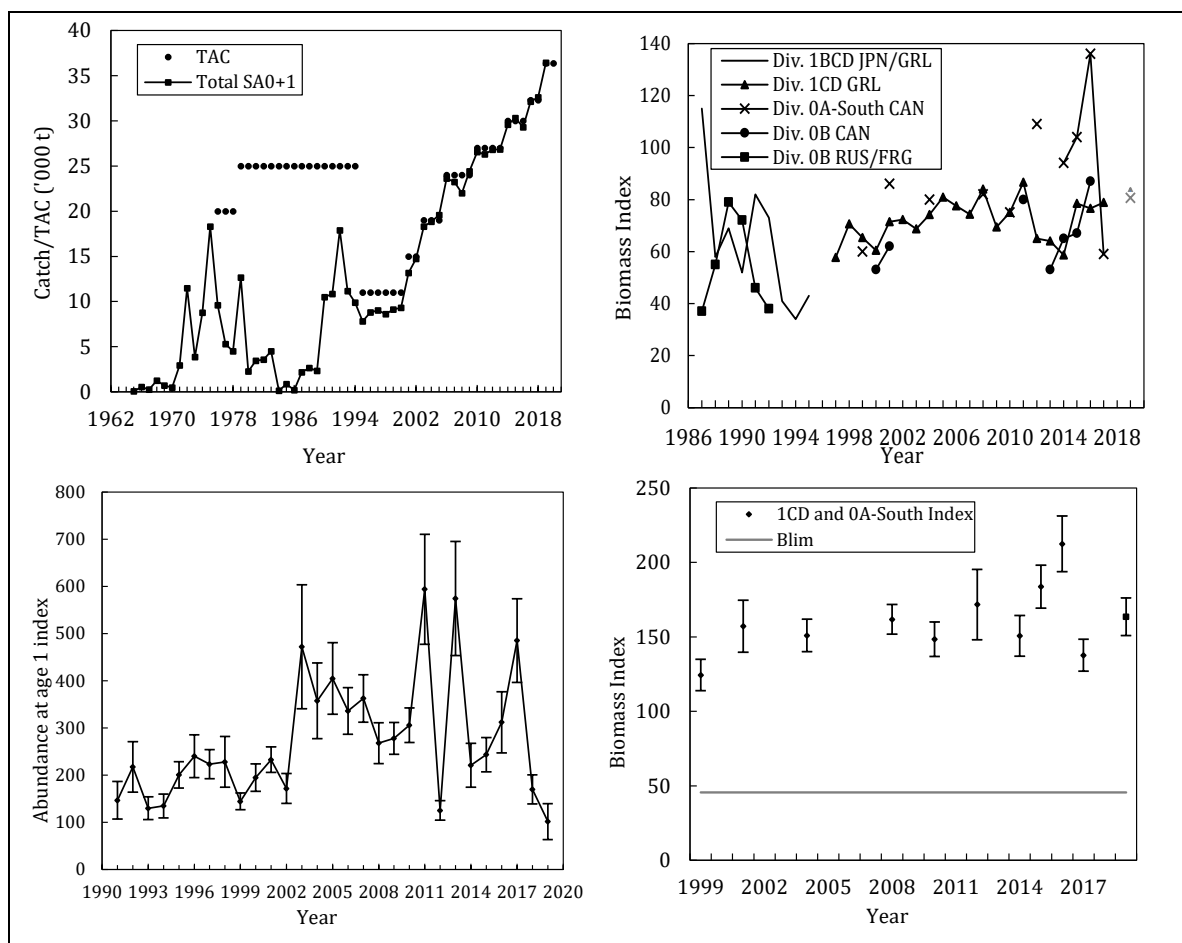 40
35
30
25
20
15
10
5
0
Catch/TAC ('000 t)
TAC
Total SA0+1
1962 1970 1978 1986 1994 2002 2010 2018
Year
140
120
100
80
60
40
20
0
Biomass Index
Div. 1BCD JPN/GRL
Div. 1CD GRL
Div. 0A-South CAN
Div. 0B CAN
Div. 0B RUS/FRG
1986 1990 1994 1998 2002 2006 2010 2014 2018
Year
800
700
600
500
400
300
200
100
0
Abundance at age 1 index
1990 1993 1996 1999 2002 2005 2008 2011 2014 2017 2020
Year
250
200
150
100
50
0
Biomass Index
1CD and 0A-South Index
Blim
1999 2002 2005 2008 2011 2014 2017
Year